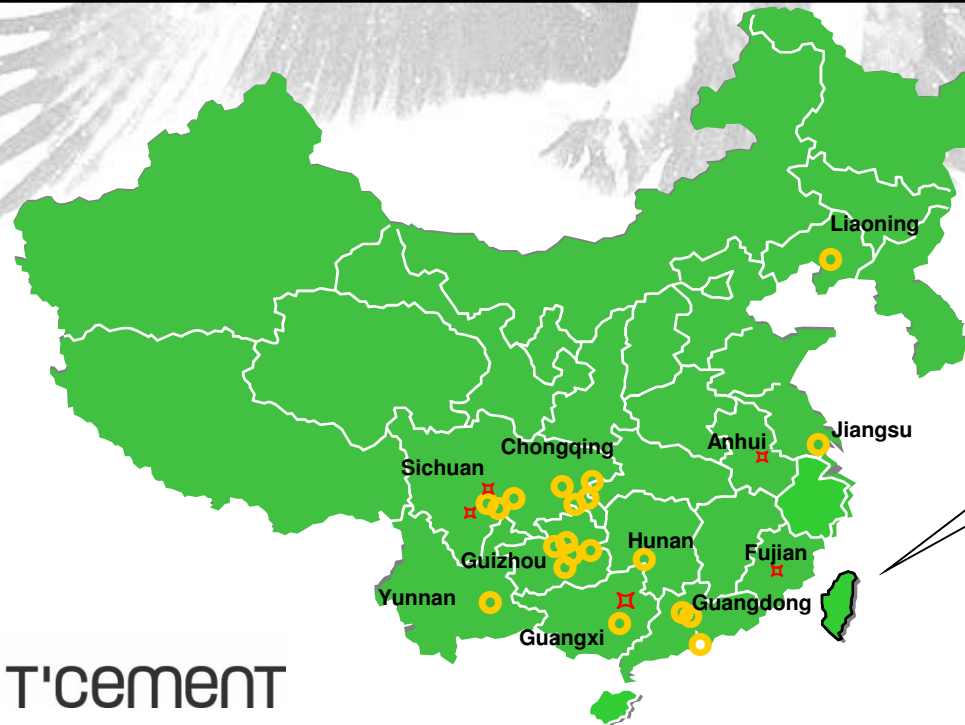 Liaoning
Jiangsu
Anhui
Chongqing
Sichuan
Hunan
Fujian
Guizhou
Yunnan
Guangdong
Guangxi
T'CEMENT